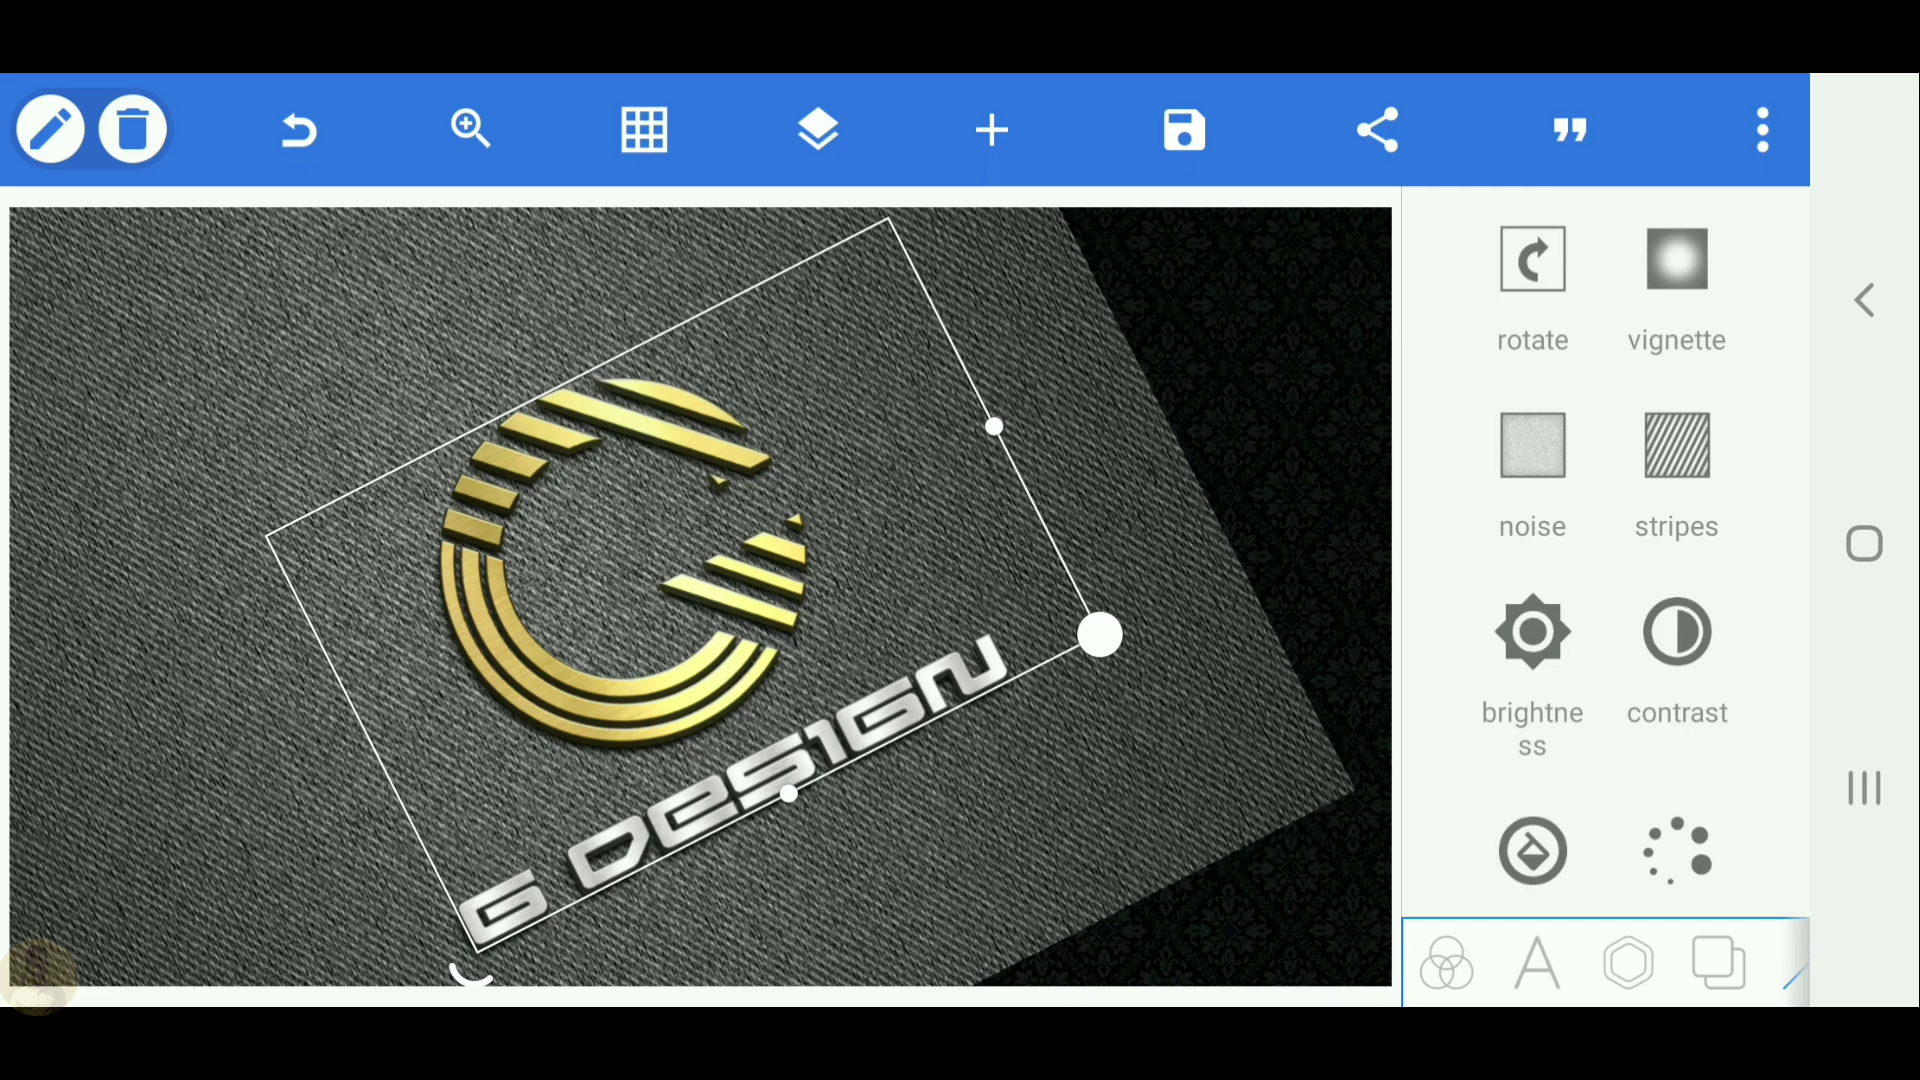 rotate
vignette
noise
stripes
brightne
ss
contrast
G DESIGN